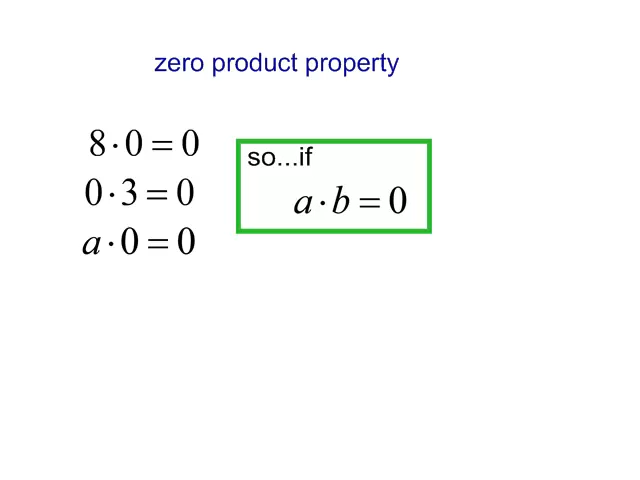 zero product property
8·0=0
0·3=0
a·0=0
so...if
a·b=0